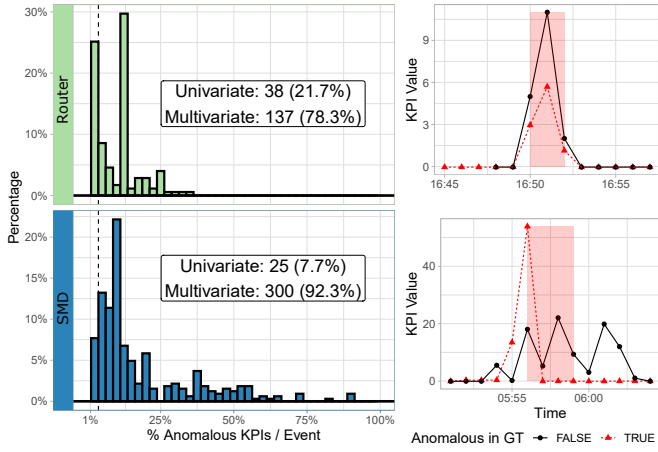 Percentage
Router
30%
20%
10%
0%
Univariate: 38 (21.7%)
Multivariate: 137 (78.3%)
SMD
20%
15%
10%
5%
0%
Univariate: 25 (7.7%)
Multivariate: 300 (92.3%)
1%
25%
50%
75%
100%
% Anomalous KPIs / Event
KPI Value
9
6
3
0
16:45
16:50
16:55
KPI Value
40
20
0
05:55
06:00
Time
Anomalous in GT
FALSE
TRUE